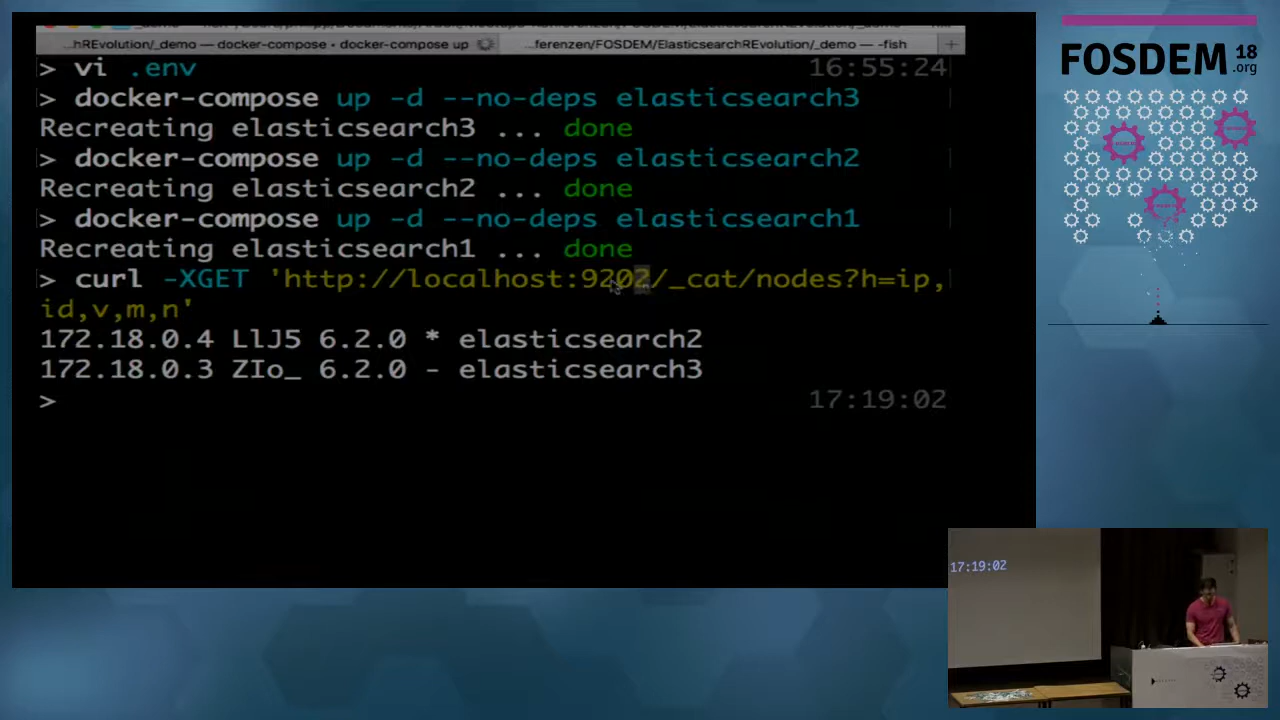 ...hREvolution/_demo — docker-compose • docker-compose up
...ferenzen/FOSDEM/ElasticsearchREvolution/_demo — -fish
+
> vi .env 16:55:24
> docker-compose up -d --no-deps elasticsearch3
Recreating elasticsearch3 ... done
> docker-compose up -d --no-deps elasticsearch2
Recreating elasticsearch2 ... done
> docker-compose up -d --no-deps elasticsearch1
Recreating elasticsearch1 ... done
> curl -XGET 'http://localhost:9202/_cat/nodes?h=ip,
id,v,m,n'
172.18.0.4 LlJ5 6.2.0 * elasticsearch2
172.18.0.3 ZIo_ 6.2.0 - elasticsearch3
> 17:19:02
FOSDEM 18
.org
17:19:02